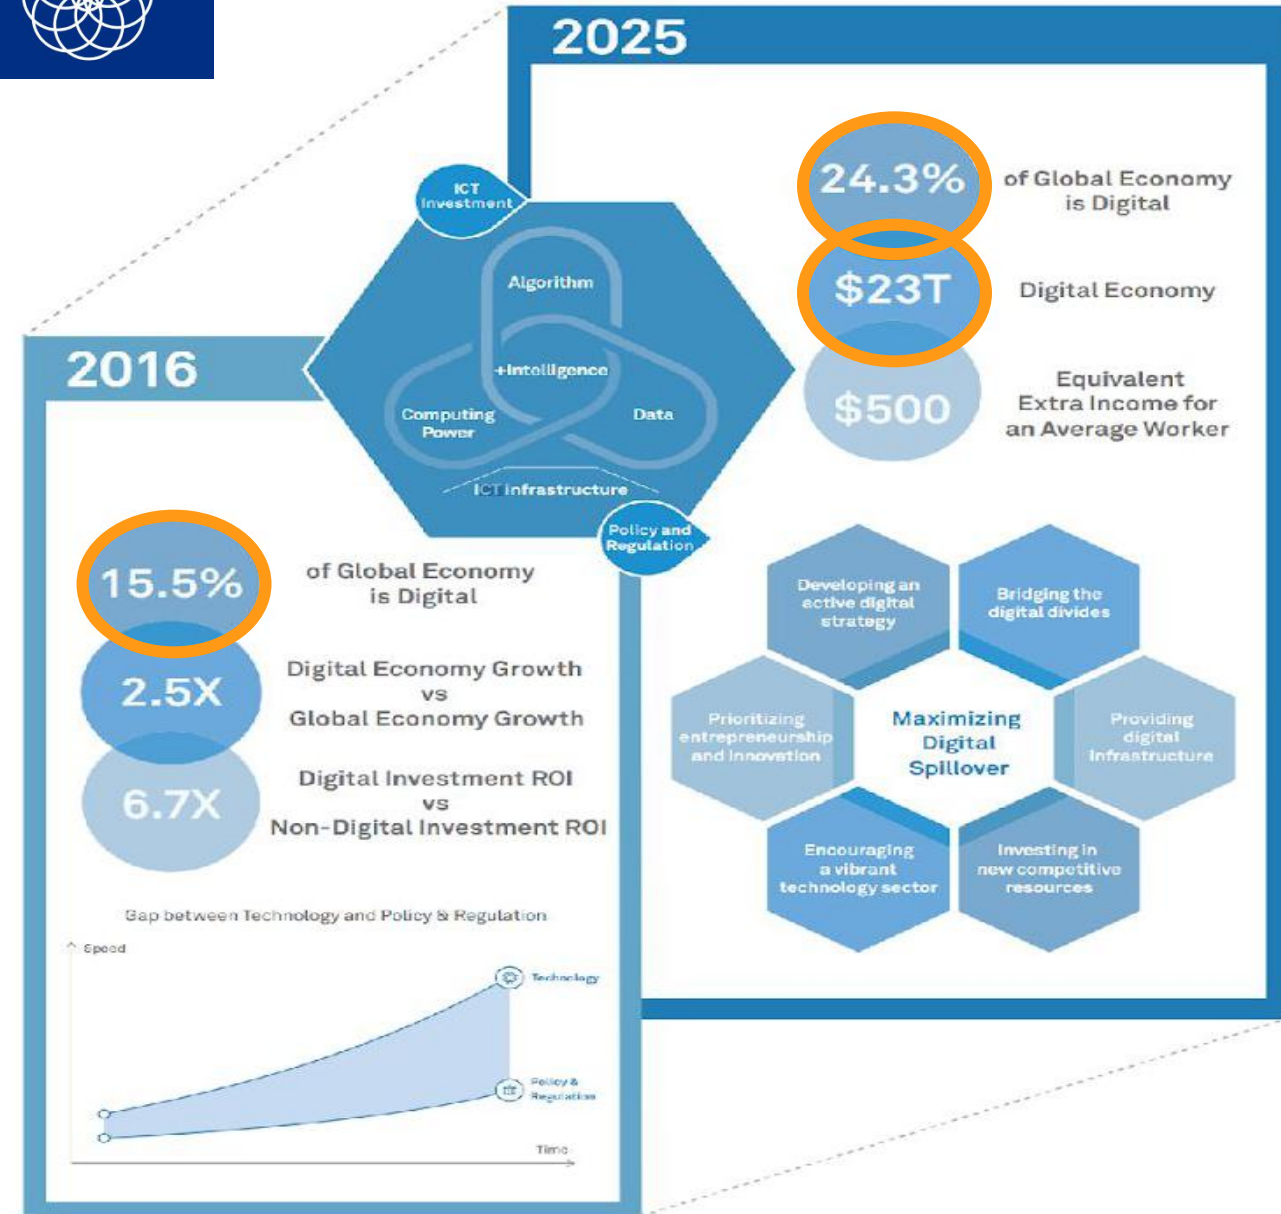 2025
24.3%
of Global Economy
is Digital
$23T
Digital Economy
$500
Equivalent
Extra Income for
an Average Worker
ICT
Investment
Algorithm
+Intelligence
Computing
Power
Data
ICT infrastructure
Policy and
Regulation
2016
15.5%
of Global Economy
is Digital
2.5X
Digital Economy Growth
vs
Global Economy Growth
6.7X
Digital Investment ROI
vs
Non-Digital Investment ROI
Gap between Technology and Policy & Regulation
Speed
Technology
Policy &
Regulation
Time
Developing an
active digital
strategy
Bridging the
digital divides
Prioritizing
entrepreneurship
and innovation
Maximizing
Digital
Spillover
Providing
digital
infrastructure
Encouraging
a vibrant
technology sector
Investing in
new competitive
resources